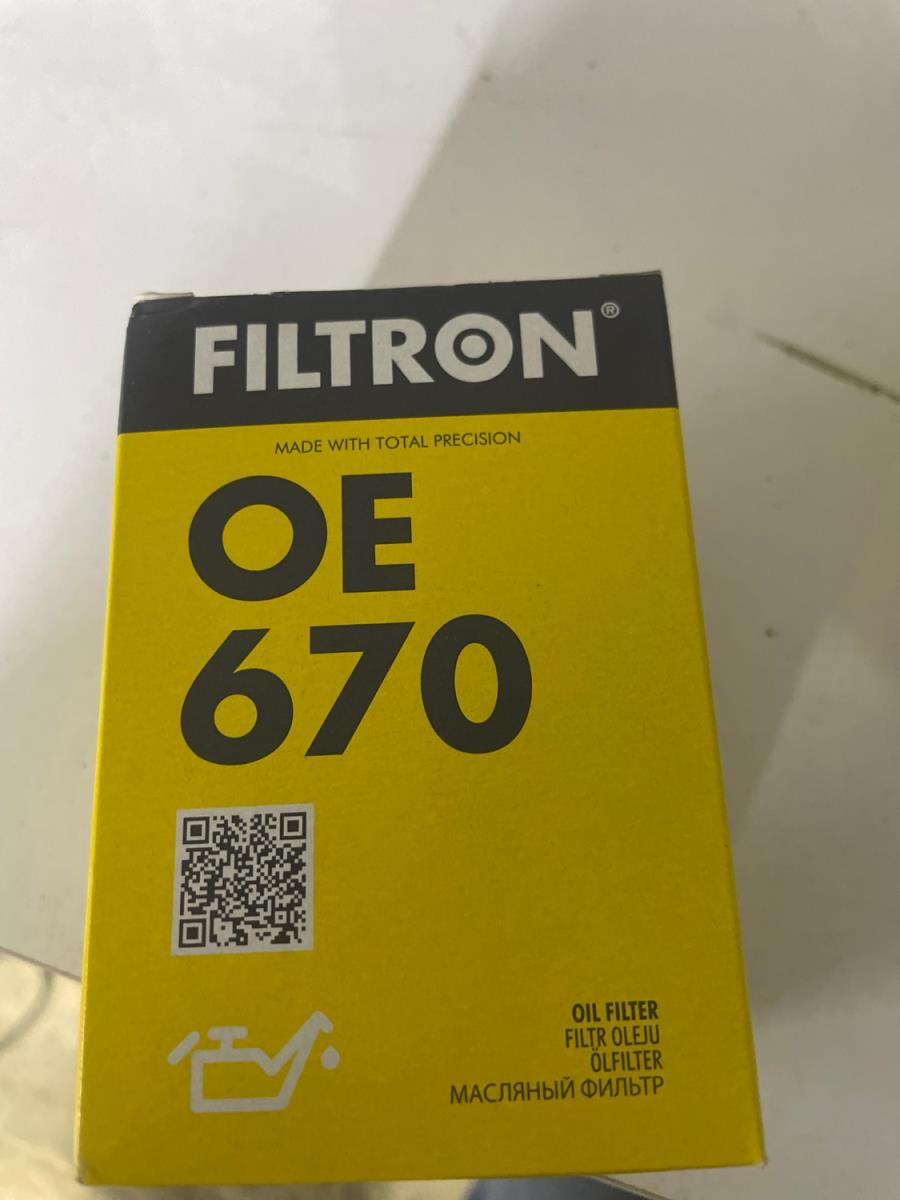 FILTRON®
MADE WITH TOTAL PRECISION
OE
670
OIL FILTER
FILTR OLEJU
ÖLFILTER
МАСЛЯНЫЙ ФИЛЬТР